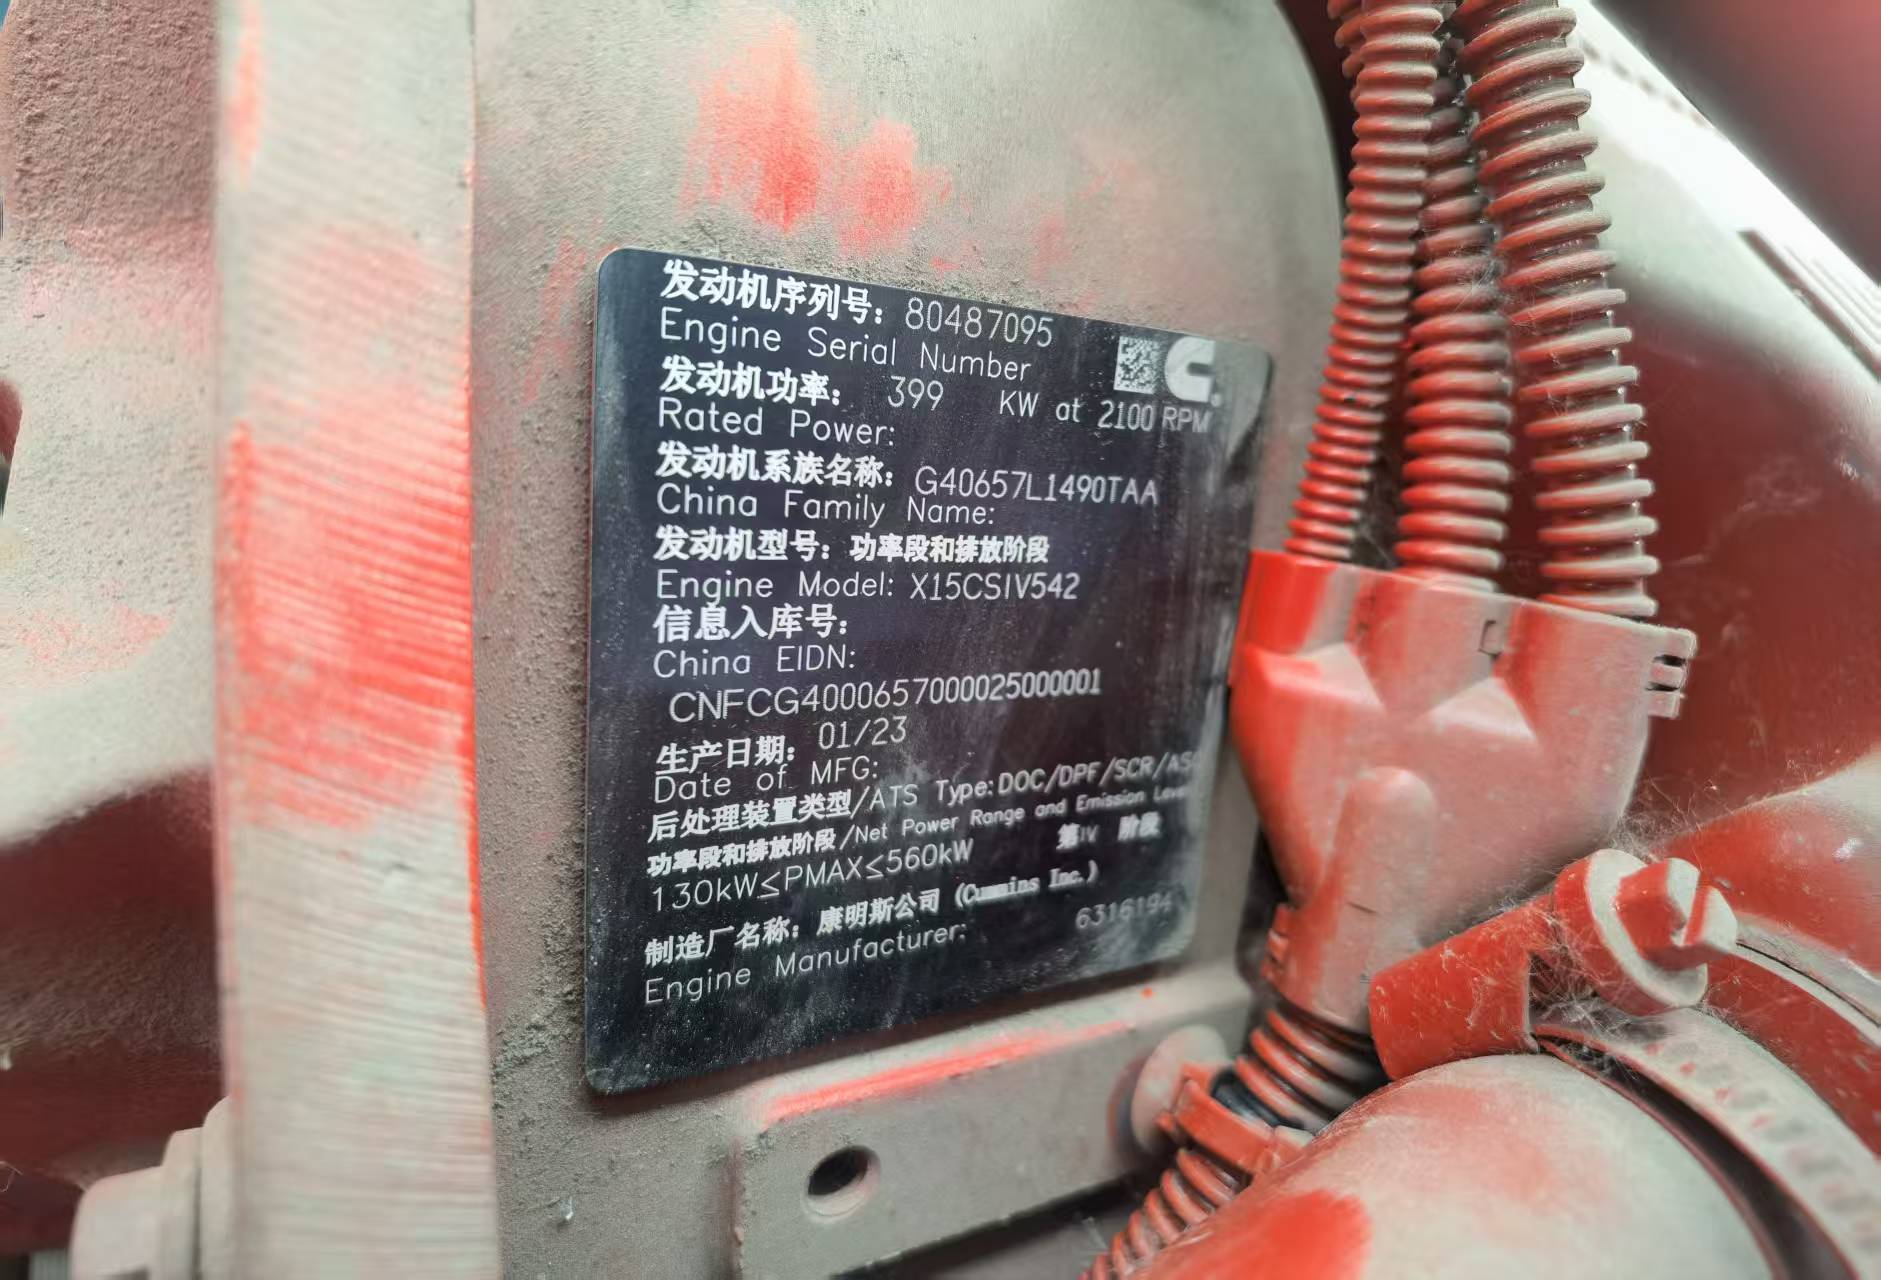 发动机序列号: 80487095
Engine Serial Number
发动机功率: 399 KW at 2100 RPM
Rated Power:
发动机系族名称: G40657L1490TAA
China Family Name:
发动机型号: 功率段和排放阶段
Engine Model: X15CSIV542
信息入库号:
China EIDN:
CNFCG4000657000025000001
生产日期: 01/23
Date of MFG:
后处理装置类型/ATS Type:DOC/DPF/SCR/ASC
功率段和排放阶段/Net Power Range and Emission Level
130kW≤PMAX≤560kW 第IV 阶段
制造厂名称: 康明斯公司 (Cummins Inc.)
Engine Manufacturer: 6316194